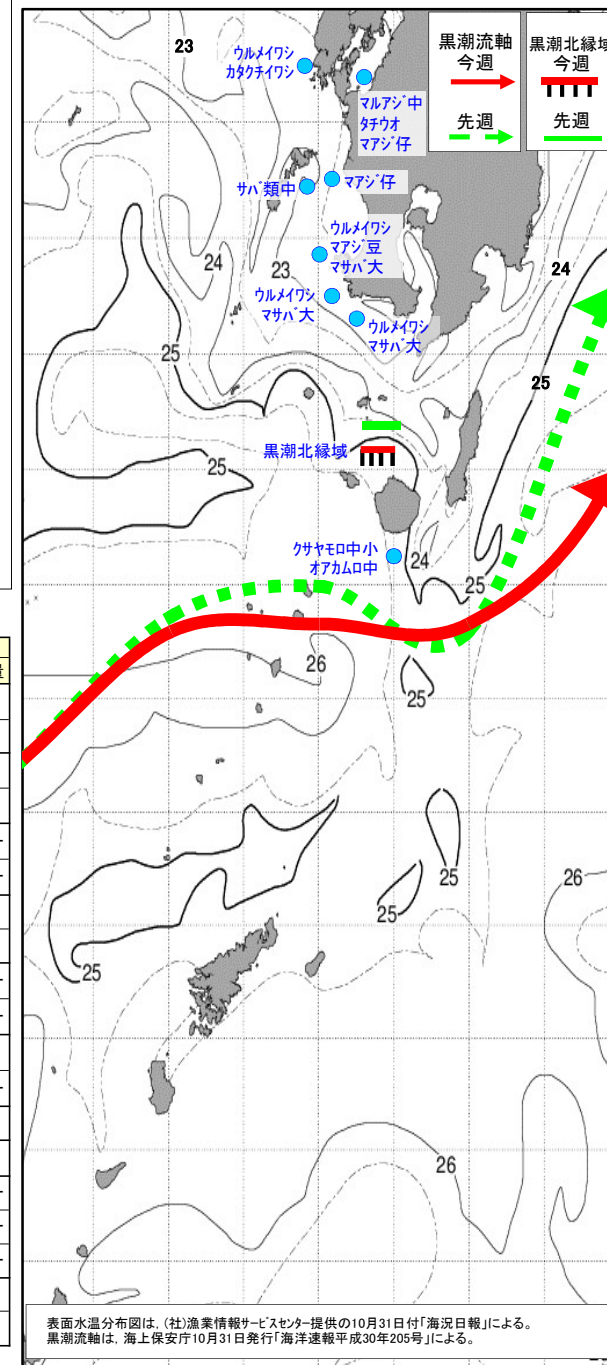 黒潮流軸
今週
先週
黒潮北縁域
今週
先週
23
ウルメイワシ
カタクチイワシ
マルアジ中
タチウオ
マアジ仔
サバ類中
マアジ仔
ウルメイワシ
マアジ豆
マサバ大
24
23
24
ウルメイワシ
マサバ大
ウルメイワシ
マサバ大
25
25
25
黒潮北縁域
クサヤモロ中小
オアカムロ中
24
25
量
26
25
25
25
26
25
26
表面水温分布図は、(社)漁業情報サービスセンター提供の10月31日付「海況日報」による。
黒潮流軸は、海上保安庁10月31日発行「海洋速報平成30年205号」による。